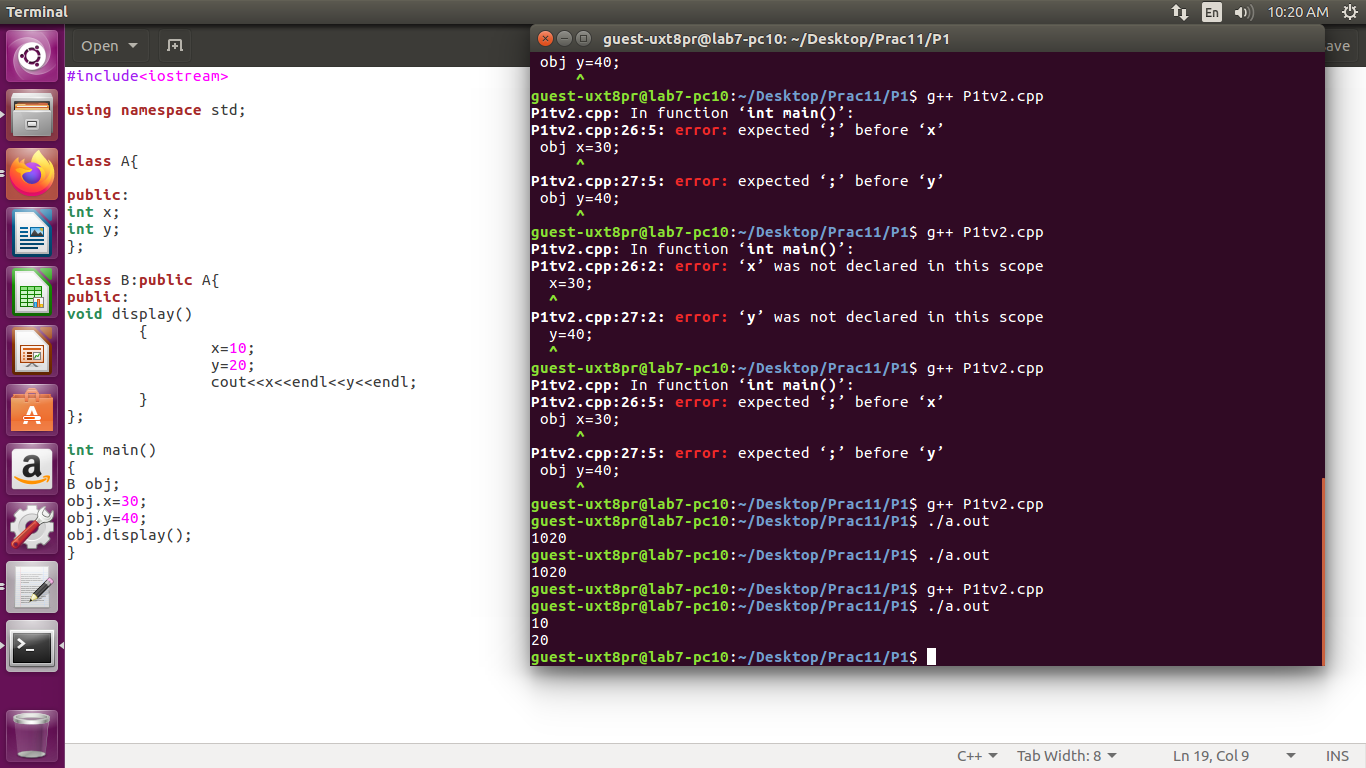 Terminal
En
10:20 AM
Open
ave
#include<iostream>
using namespace std;
class A{
public:
int x;
int y;
};
class B:public A{
public:
void display()
{
x=10;
y=20;
cout<<x<<endl<<y<<endl;
}
};
int main()
{
B obj;
obj.x=30;
obj.y=40;
obj.display();
}
guest-uxt8pr@lab7-pc10: ~/Desktop/Prac11/P1
obj y=40;
^
guest-uxt8pr@lab7-pc10:~/Desktop/Prac11/P1$ g++ P1tv2.cpp
P1tv2.cpp: In function ‘int main()’:
P1tv2.cpp:26:5: error: expected ‘;’ before ‘x’
obj x=30;
^
P1tv2.cpp:27:5: error: expected ‘;’ before ‘y’
obj y=40;
^
guest-uxt8pr@lab7-pc10:~/Desktop/Prac11/P1$ g++ P1tv2.cpp
P1tv2.cpp: In function ‘int main()’:
P1tv2.cpp:26:2: error: ‘x’ was not declared in this scope
x=30;
^
P1tv2.cpp:27:2: error: ‘y’ was not declared in this scope
y=40;
^
guest-uxt8pr@lab7-pc10:~/Desktop/Prac11/P1$ g++ P1tv2.cpp
P1tv2.cpp: In function ‘int main()’:
P1tv2.cpp:26:5: error: expected ‘;’ before ‘x’
obj x=30;
^
P1tv2.cpp:27:5: error: expected ‘;’ before ‘y’
obj y=40;
^
guest-uxt8pr@lab7-pc10:~/Desktop/Prac11/P1$ g++ P1tv2.cpp
guest-uxt8pr@lab7-pc10:~/Desktop/Prac11/P1$ ./a.out
1020
guest-uxt8pr@lab7-pc10:~/Desktop/Prac11/P1$ ./a.out
1020
guest-uxt8pr@lab7-pc10:~/Desktop/Prac11/P1$ g++ P1tv2.cpp
guest-uxt8pr@lab7-pc10:~/Desktop/Prac11/P1$ ./a.out
10
20
guest-uxt8pr@lab7-pc10:~/Desktop/Prac11/P1$
C++
Tab Width: 8
Ln 19, Col 9
INS